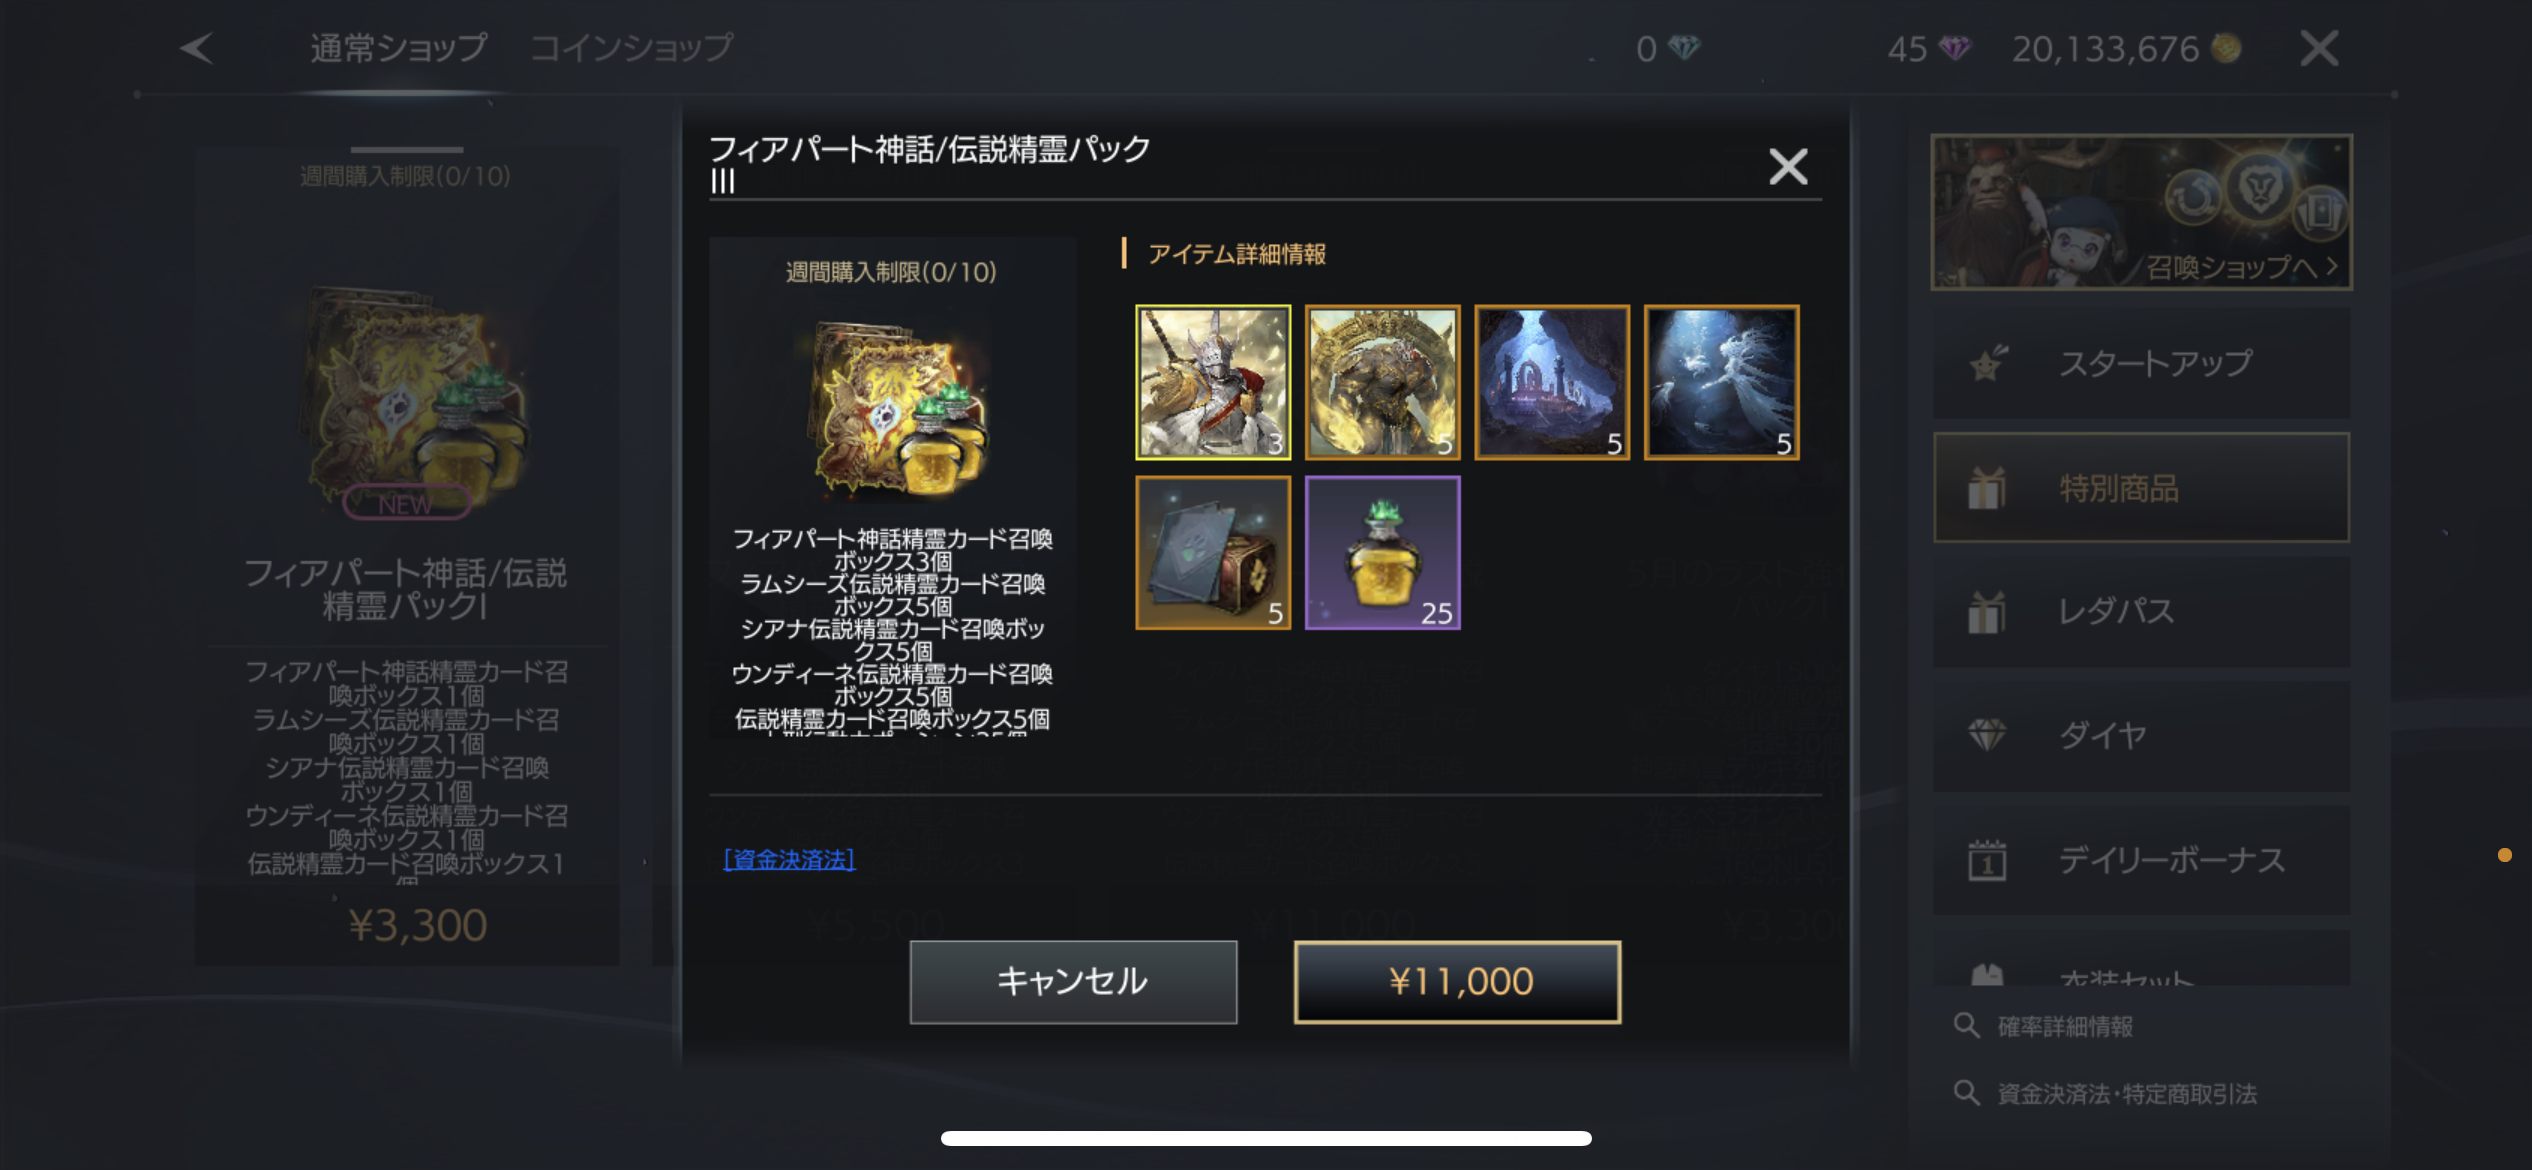 通常ショップ
コインショップ
0
45
20,133,676
週間購入制限(0/10)
NEW
フィアパート神話/伝説
精霊パックI
フィアパート神話精霊カード召
喚ボックス1個
ラムシーズ伝説精霊カード召
喚ボックス1個
シアナ伝説精霊カード召喚
ボックス1個
ウンディーネ伝説精霊カード召
喚ボックス1個
伝説精霊カード召喚ボックス1
個
¥3,300
フィアパート神話/伝説精霊パック
III
週間購入制限(0/10)
フィアパート神話精霊カード召喚
ボックス3個
ラムシーズ伝説精霊カード召喚
ボックス5個
シアナ伝説精霊カード召喚ボッ
クス5個
ウンディーネ伝説精霊カード召喚
ボックス5個
伝説精霊カード召喚ボックス5個
アイテム詳細情報
3
5
5
5
5
25
[資金決済法]
¥5,500
¥11,000
¥3,300
キャンセル
¥11,000
召喚ショップへ
スタートアップ
特別商品
レダパス
ダイヤ
1
デイリーボーナス
衣装セット
確率詳細情報
資金決済法・特定商取引法